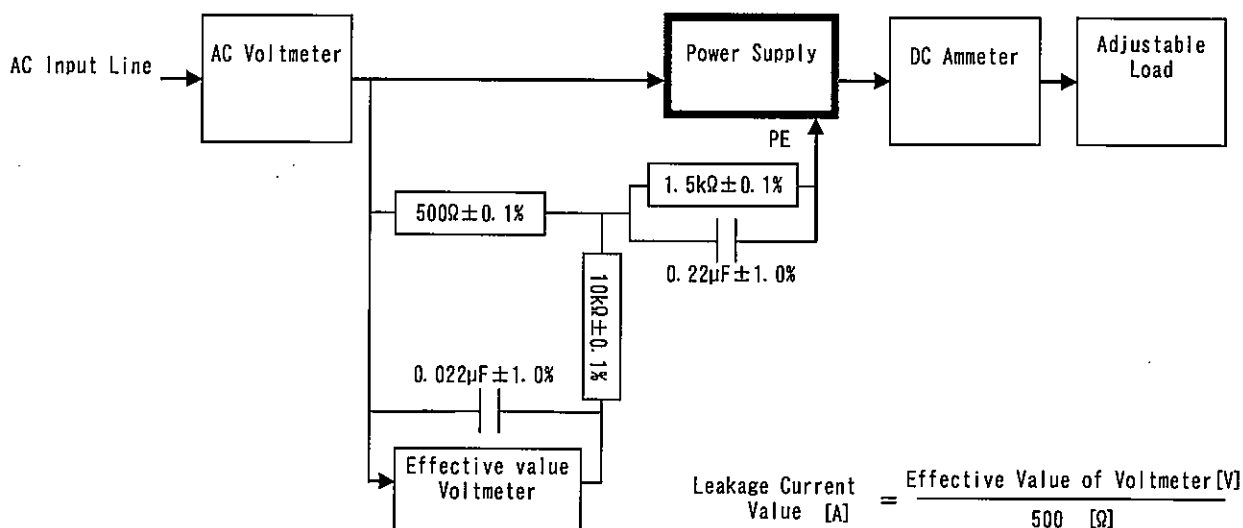 AC Input Line
AC Voltmeter
Power Supply
DC Ammeter
Adjustable
Load
PE
1.5kΩ±0.1%
500Ω±0.1%
0.22µF±1.0%
10kΩ±0.1%
0.022µF±1.0%
Effective value
Voltmeter
Leakage Current
Value [A]
=
Effective Value of Voltmeter[V]
500 [Ω]